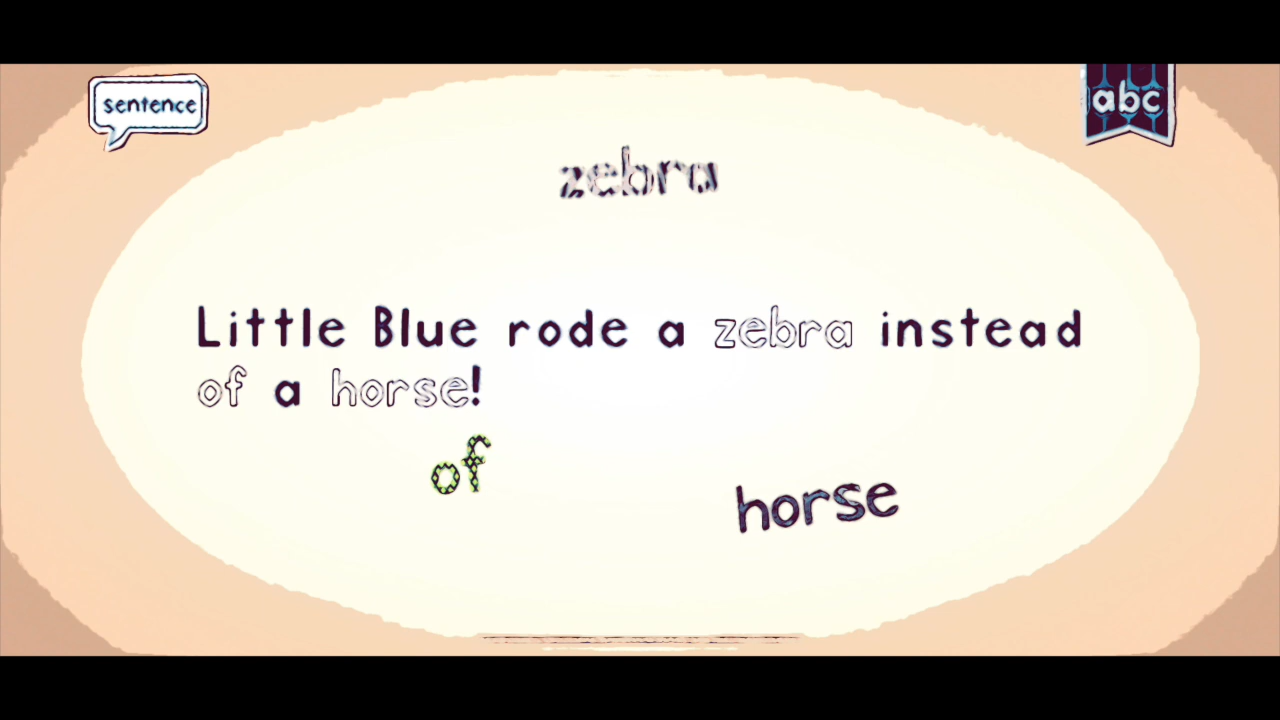 sentence
abc
zebra
Little Blue rode a zebra instead
of a horse!
of
horse